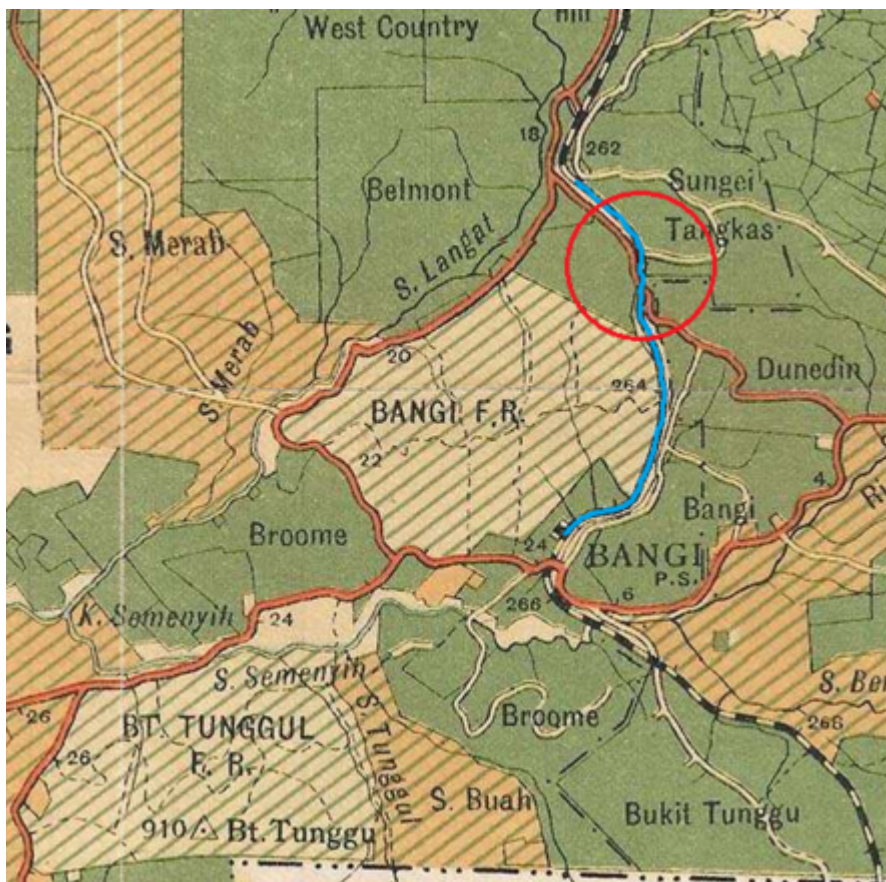 Hill
West Country
18
262
Belmont
Sungei
Tangkas
S. Merab
S. Langat
S. Merab
20
264
Dunedin
BANGI F.R.
22
4
Bangi
Broome
24
BANGI
P.S.
6
266
K. Semenyih
24
S. Semenyih
26
BT. TUNGGUL
F. R.
26
S. Tunggul
Broome
268
S. Buah
Bukit Tunggu
910 Bt. Tunggu